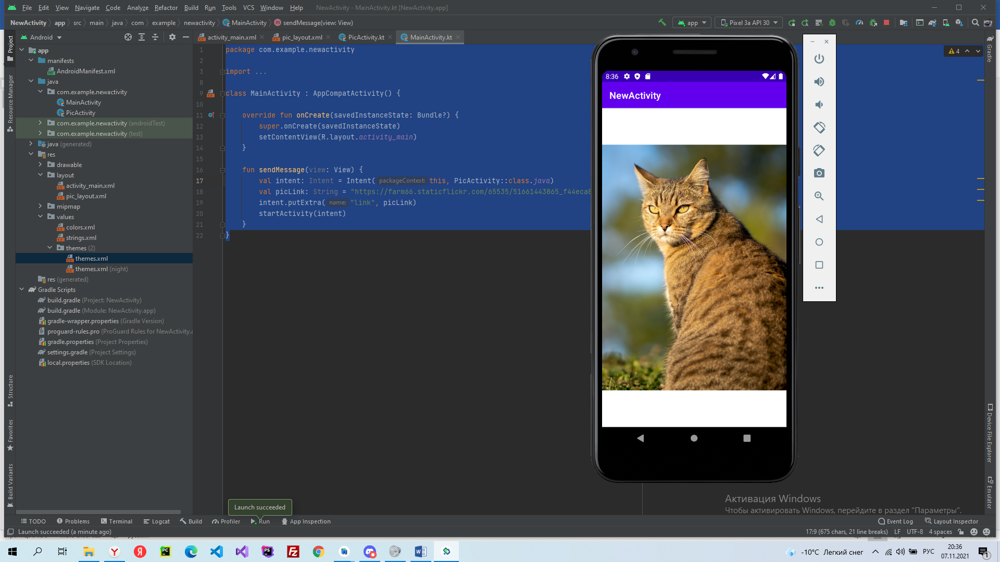 File Edit View Navigate Code Analyze Refactor Build Run Tools VCS Window Help NewActivity - MainActivity.kt [NewActivity.app]
NewActivity app src main java com example newactivity MainActivity sendMessage(view: View) app Pixel 3a API 30
Project
Resource Manager
Structure
Favorites
Build Variants
Android
app
manifests
AndroidManifest.xml
java
com.example.newactivity
MainActivity
PicActivity
com.example.newactivity (androidTest)
com.example.newactivity (test)
java (generated)
res
drawable
layout
activity_main.xml
pic_layout.xml
mipmap
values
colors.xml
strings.xml
themes (2)
themes.xml
themes.xml (night)
res (generated)
Gradle Scripts
build.gradle (Project: NewActivity)
build.gradle (Module: NewActivity.app)
gradle-wrapper.properties (Gradle Version)
proguard-rules.pro (ProGuard Rules for NewActivity.a
gradle.properties (Project Properties)
settings.gradle (Project Settings)
local.properties (SDK Location)
activity_main.xml pic_layout.xml PicActivity.kt MainActivity.kt
1 package com.example.newactivity
2
3 import ...
8
9 class MainActivity : AppCompatActivity() {
10
11 override fun onCreate(savedInstanceState: Bundle?) {
12 super.onCreate(savedInstanceState)
13 setContentView(R.layout.activity_main)
14 }
15
16 fun sendMessage(view: View) {
17 val intent: Intent = Intent( packageContext: this, PicActivity::class.java)
18 val picLink: String = "https://farm66.staticflickr.com/65535/51661443865_f44eca8
19 intent.putExtra( name: "link", picLink)
20 startActivity(intent)
21 }
22 }
4
8:36
NewActivity
Gradle
Device File Explorer
Emulator
Активация Windows
Чтобы активировать Windows, перейдите в раздел "Параметры".
Launch succeeded
TODO Problems Terminal Logcat Build Profiler Run App Inspection Event Log Layout Inspector
Launch succeeded (a minute ago) 17:9 (675 chars, 21 line breaks) LF UTF-8 4 spaces
-10°C Легкий снег РУС 20:36
07.11.2021
1